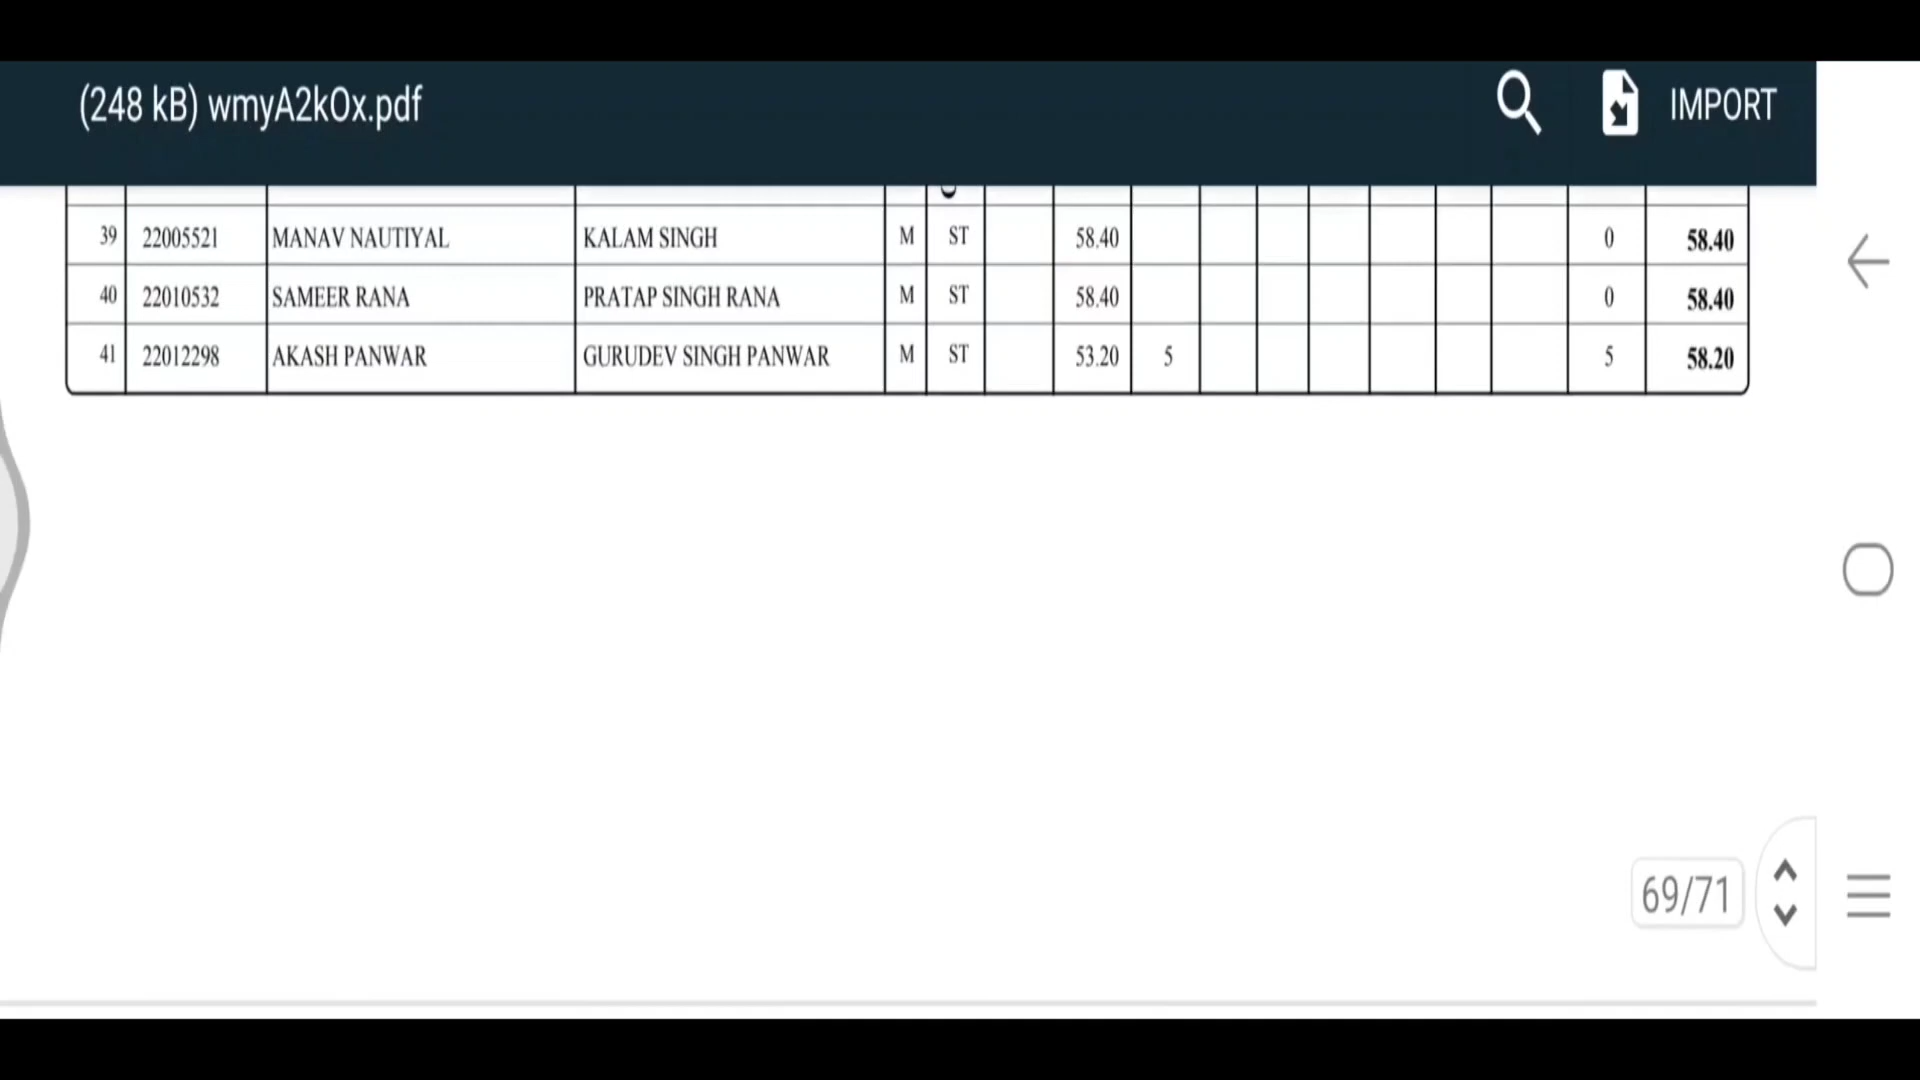 (248 kB) wmyA2kOx.pdf IMPORT
39 22005521 MANAV NAUTIYAL KALAM SINGH M ST 58.40 0 58.40
40 22010532 SAMEER RANA PRATAP SINGH RANA M ST 58.40 0 58.40
41 22012298 AKASH PANWAR GURUDEV SINGH PANWAR M ST 53.20 5 5 58.20
69/71